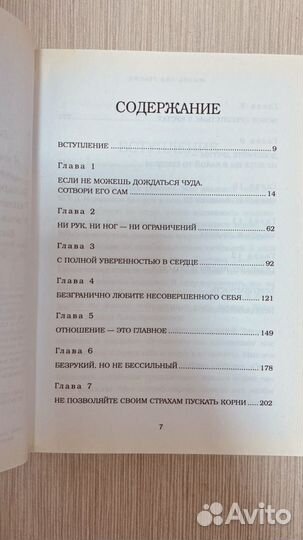 СОДЕРЖАНИЕ
ВСТУПЛЕНИЕ 9
Глава 1
ЕСЛИ НЕ МОЖЕШЬ ДОЖДАТЬСЯ ЧУДА,
СОТВОРИ ЕГО САМ 14
Глава 2
НИ РУК, НИ НОГ — НИ ОГРАНИЧЕНИЙ 62
Глава 3
С ПОЛНОЙ УВЕРЕННОСТЬЮ В СЕРДЦЕ 92
Глава 4
БЕЗГРАНИЧНО ЛЮБИТЕ НЕСОВЕРШЕННОГО СЕБЯ 121
Глава 5
ОТНОШЕНИЕ — ЭТО ГЛАВНОЕ 149
Глава 6
БЕЗРУКИЙ, НО НЕ БЕССИЛЬНЫЙ 178
Глава 7
НЕ ПОЗВОЛЯЙТЕ СВОИМ СТРАХАМ ПУСКАТЬ КОРНИ 202
7
Avito